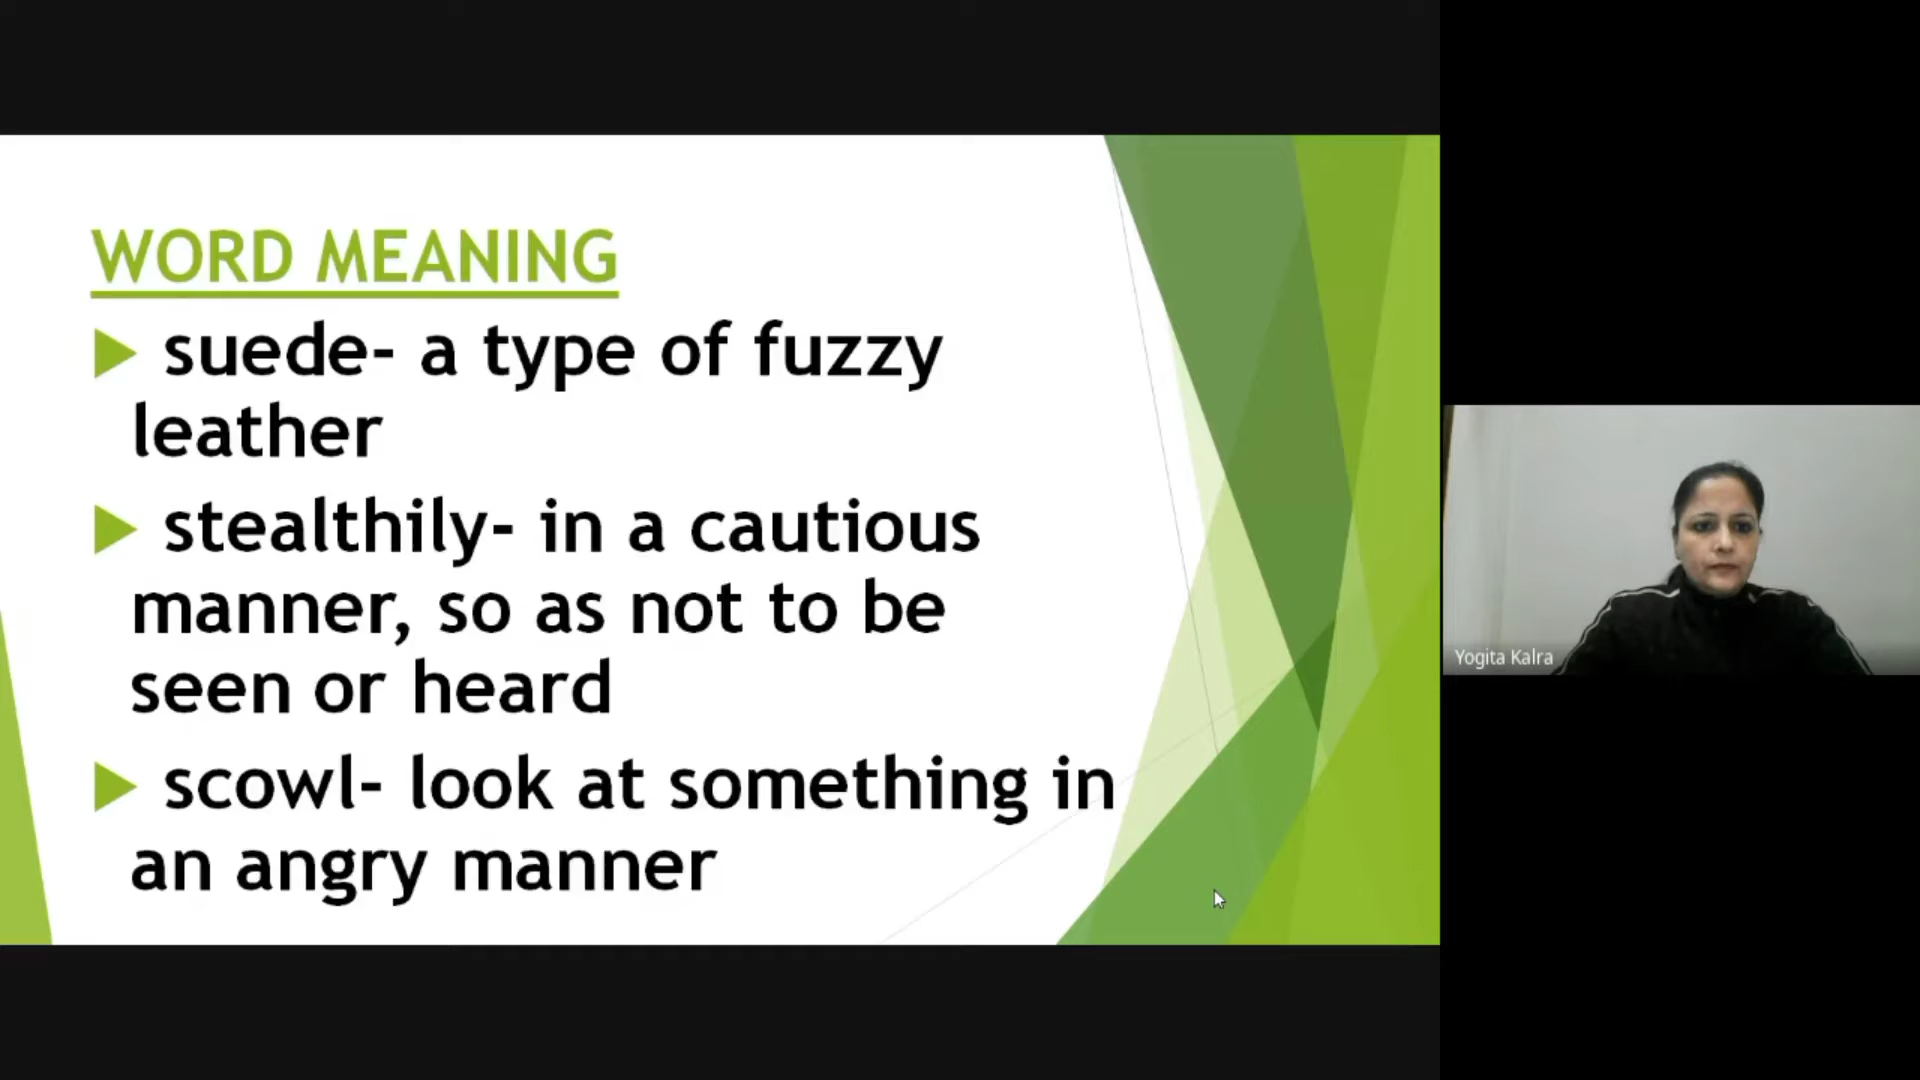 WORD MEANING
suede- a type of fuzzy
leather
stealthily- in a cautious
manner, so as not to be
seen or heard
scowl- look at something in
an angry manner
Yogita Kalra